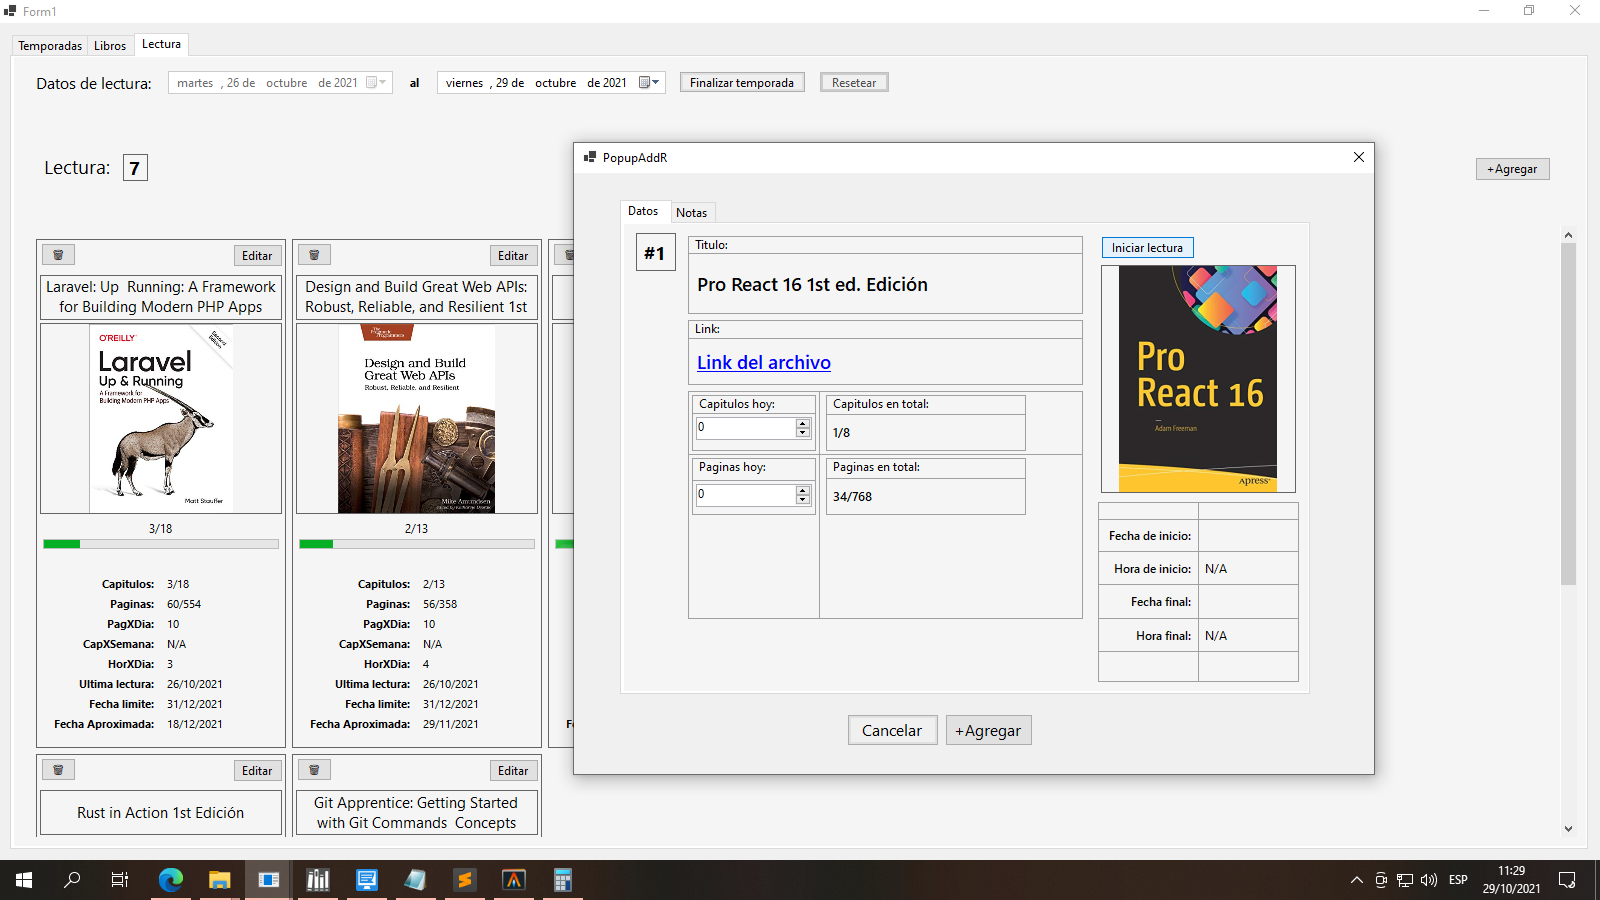 Form1
Temporadas Libros Lectura
Datos de lectura: martes , 26 de octubre de 2021 al viernes , 29 de octubre de 2021 Finalizar temporada Resetear
Lectura: 7
+Agregar
Editar
Laravel: Up Running: A Framework
for Building Modern PHP Apps
O'REILLY
Second
Edition
Laravel
Up & Running
A Framework for
Building Modern PHP Apps
Matt Stauffer
3/18
Capitulos: 3/18
Paginas: 60/554
PagXDia: 10
CapXSemana: N/A
HorXDia: 3
Ultima lectura: 26/10/2021
Fecha limite: 31/12/2021
Fecha Aproximada: 18/12/2021
Editar
Design and Build Great Web APIs:
Robust, Reliable, and Resilient 1st
Design and Build
Great Web APIs
Robust, Reliable, and Resilient
Mike Amundsen
2/13
Capitulos: 2/13
Paginas: 56/358
PagXDia: 10
CapXSemana: N/A
HorXDia: 4
Ultima lectura: 26/10/2021
Fecha limite: 31/12/2021
Fecha Aproximada: 29/11/2021
Editar
Rust in Action 1st Edición
Editar
Git Apprentice: Getting Started
with Git Commands Concepts
PopupAddR
Datos Notas
#1
Titulo:
Pro React 16 1st ed. Edición
Link:
Link del archivo
Capitulos hoy:
0
Capitulos en total:
1/8
Paginas hoy:
0
Paginas en total:
34/768
Iniciar lectura
Pro
React 16
Adam Freeman
Apress
Fecha de inicio:
Hora de inicio: N/A
Fecha final:
Hora final: N/A
Cancelar +Agregar
ESP
11:29
29/10/2021